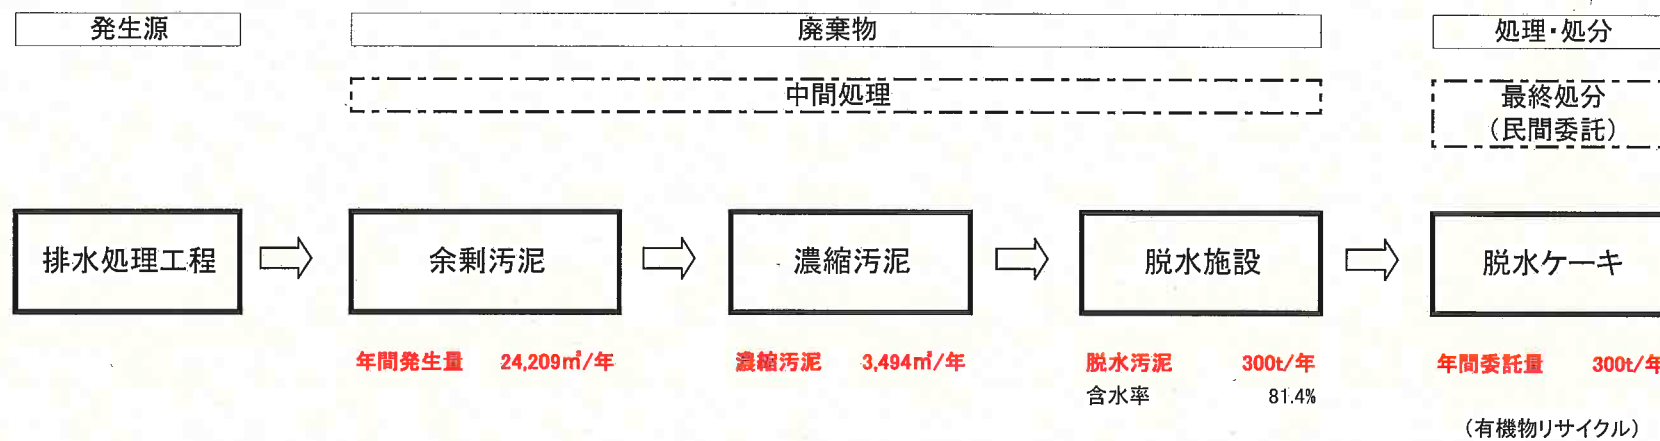 発生源 廃棄物 処理・処分
中間処理 最終処分
（民間委託）
排水処理工程 余剰汚泥 濃縮汚泥 脱水施設 脱水ケーキ
年間発生量 24,209㎥/年 濃縮汚泥 3,494㎥/年 脱水汚泥 300t/年 年間委託量 300t/年
含水率 81.4%
（有機物リサイクル）